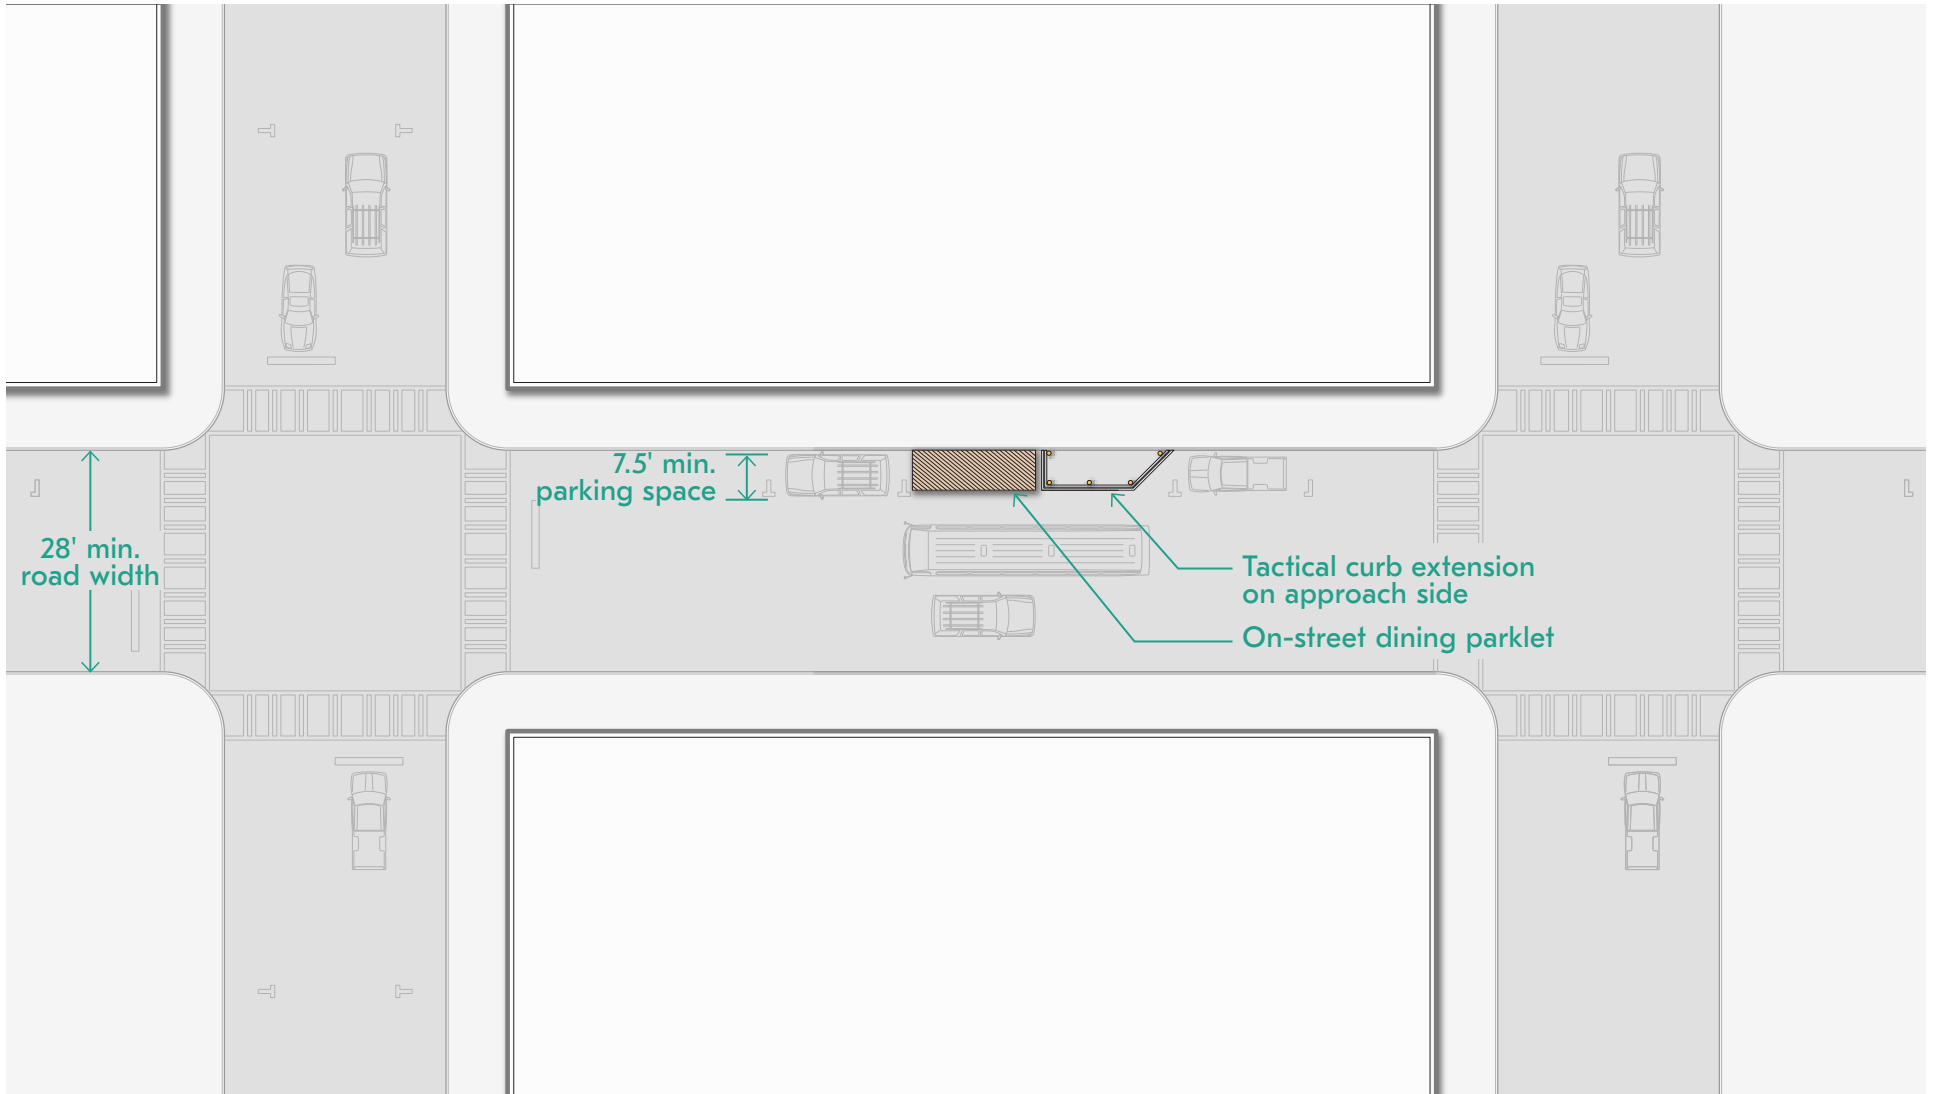 7.5' min.
parking space
28' min.
road width
Tactical curb extension
on approach side
On-street dining parklet